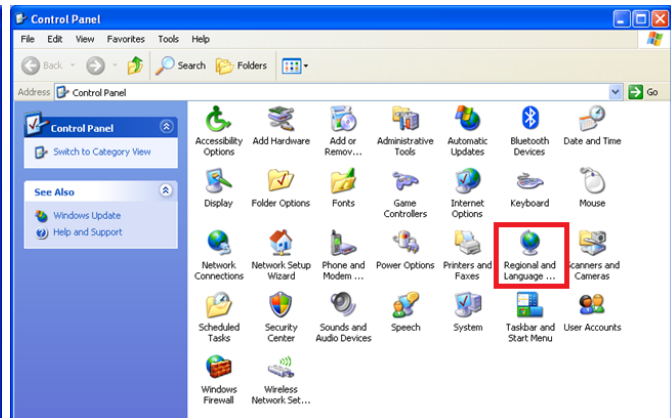 Control Panel
File Edit View Favorites Tools Help
Back Search Folders
Address Control Panel Go
Control Panel
Switch to Category View
See Also
Windows Update
Help and Support
Accessibility Options
Add Hardware
Add or Remov...
Administrative Tools
Automatic Updates
Bluetooth Devices
Date and Time
Display
Folder Options
Fonts
Game Controllers
Internet Options
Keyboard
Mouse
Network Connections
Network Setup Wizard
Phone and Modem ...
Power Options
Printers and Faxes
Regional and Language ...
Scanners and Cameras
Scheduled Tasks
Security Center
Sounds and Audio Devices
Speech
System
Taskbar and Start Menu
User Accounts
Windows Firewall
Wireless Network Set...